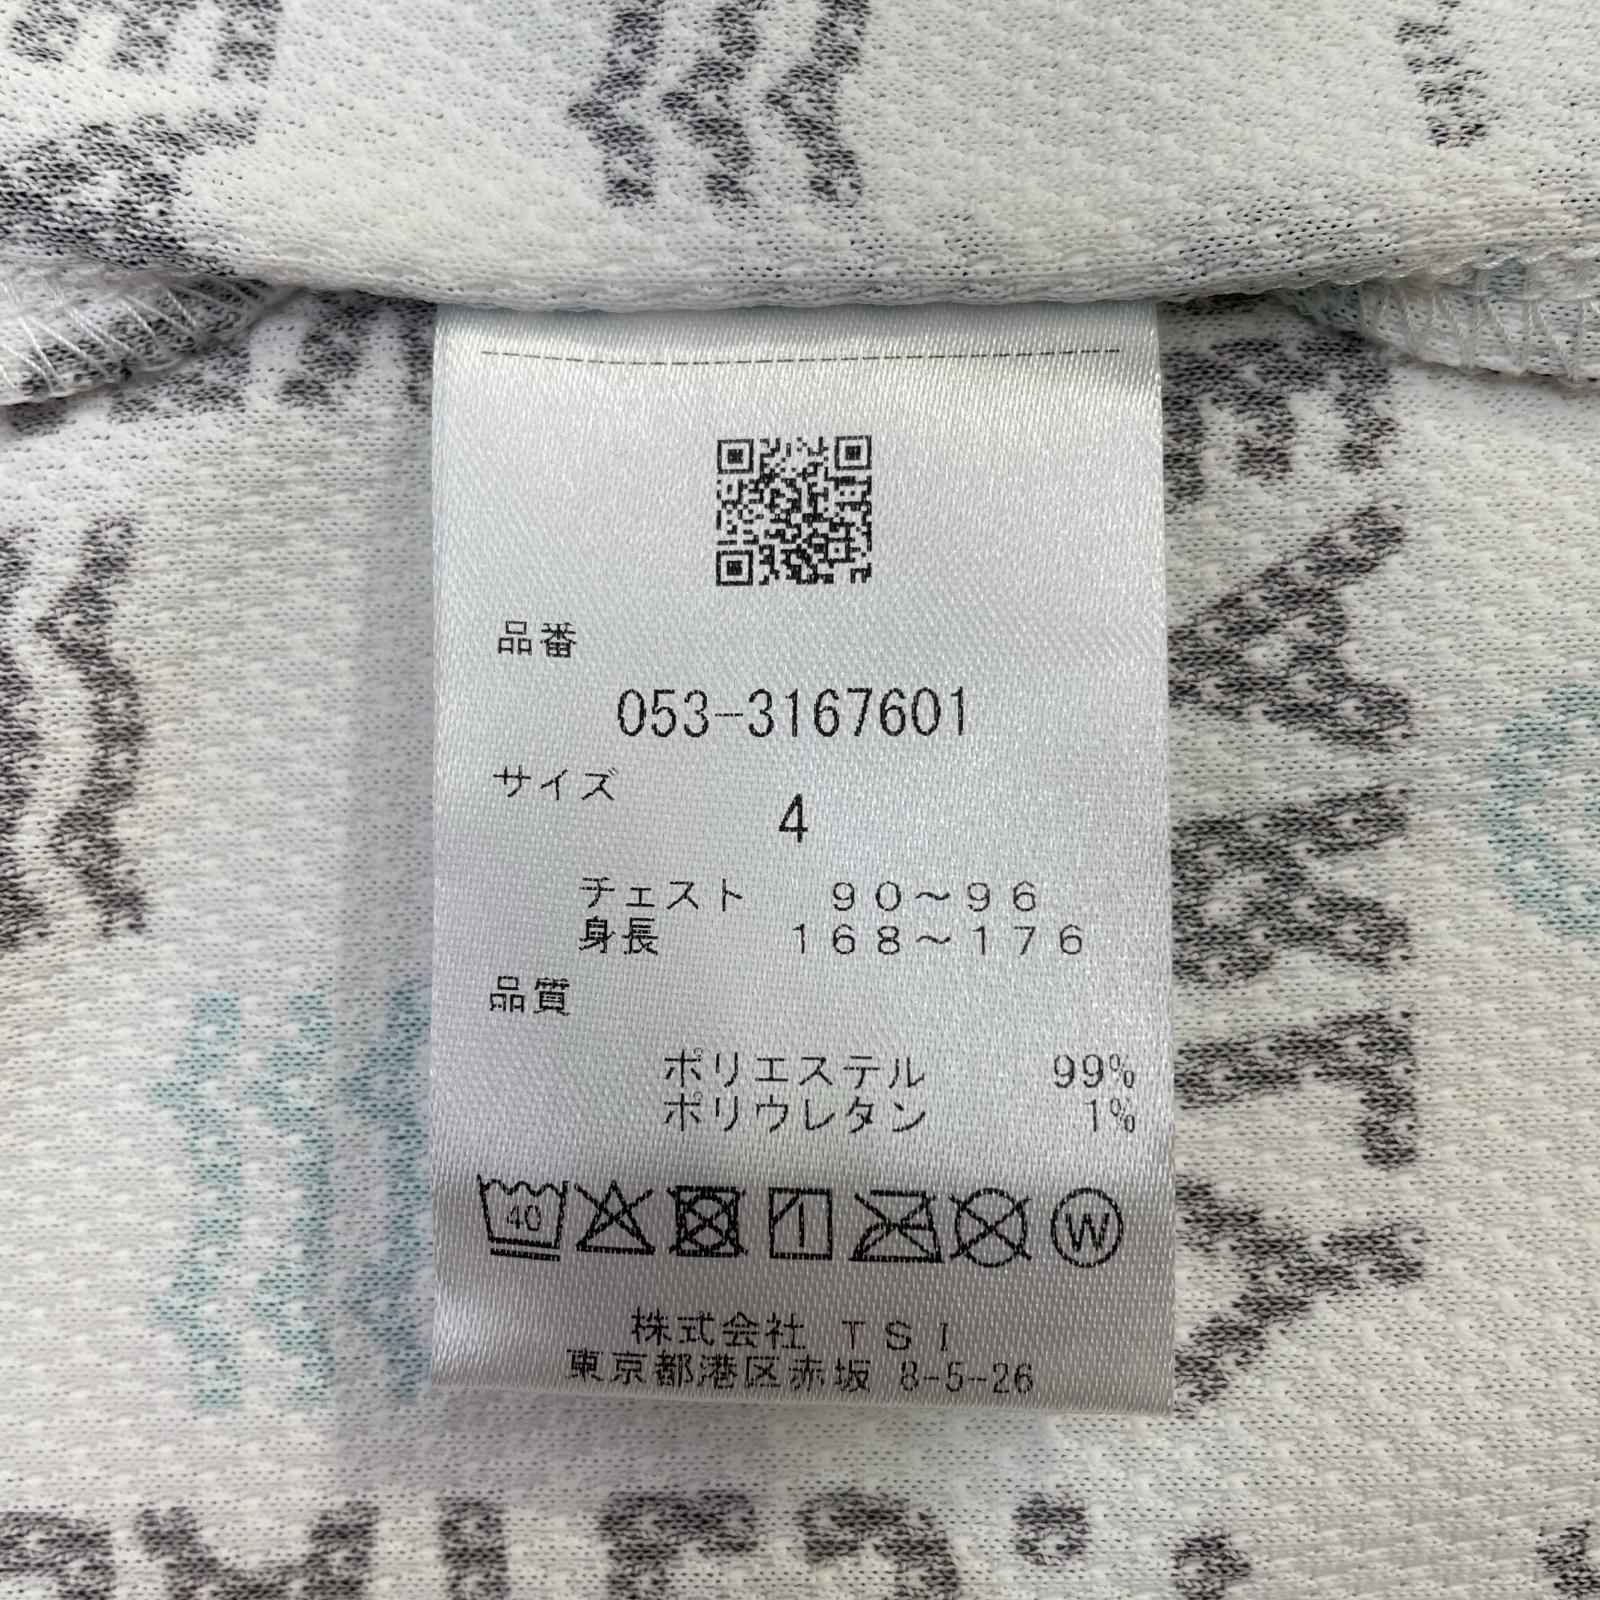 品番
053-3167601
サイズ
4
チェスト 90～96
身長 168～176
品質
ポリエステル 99%
ポリウレタン 1%
40
W
株式会社 TSI
東京都港区赤坂 8-5-26